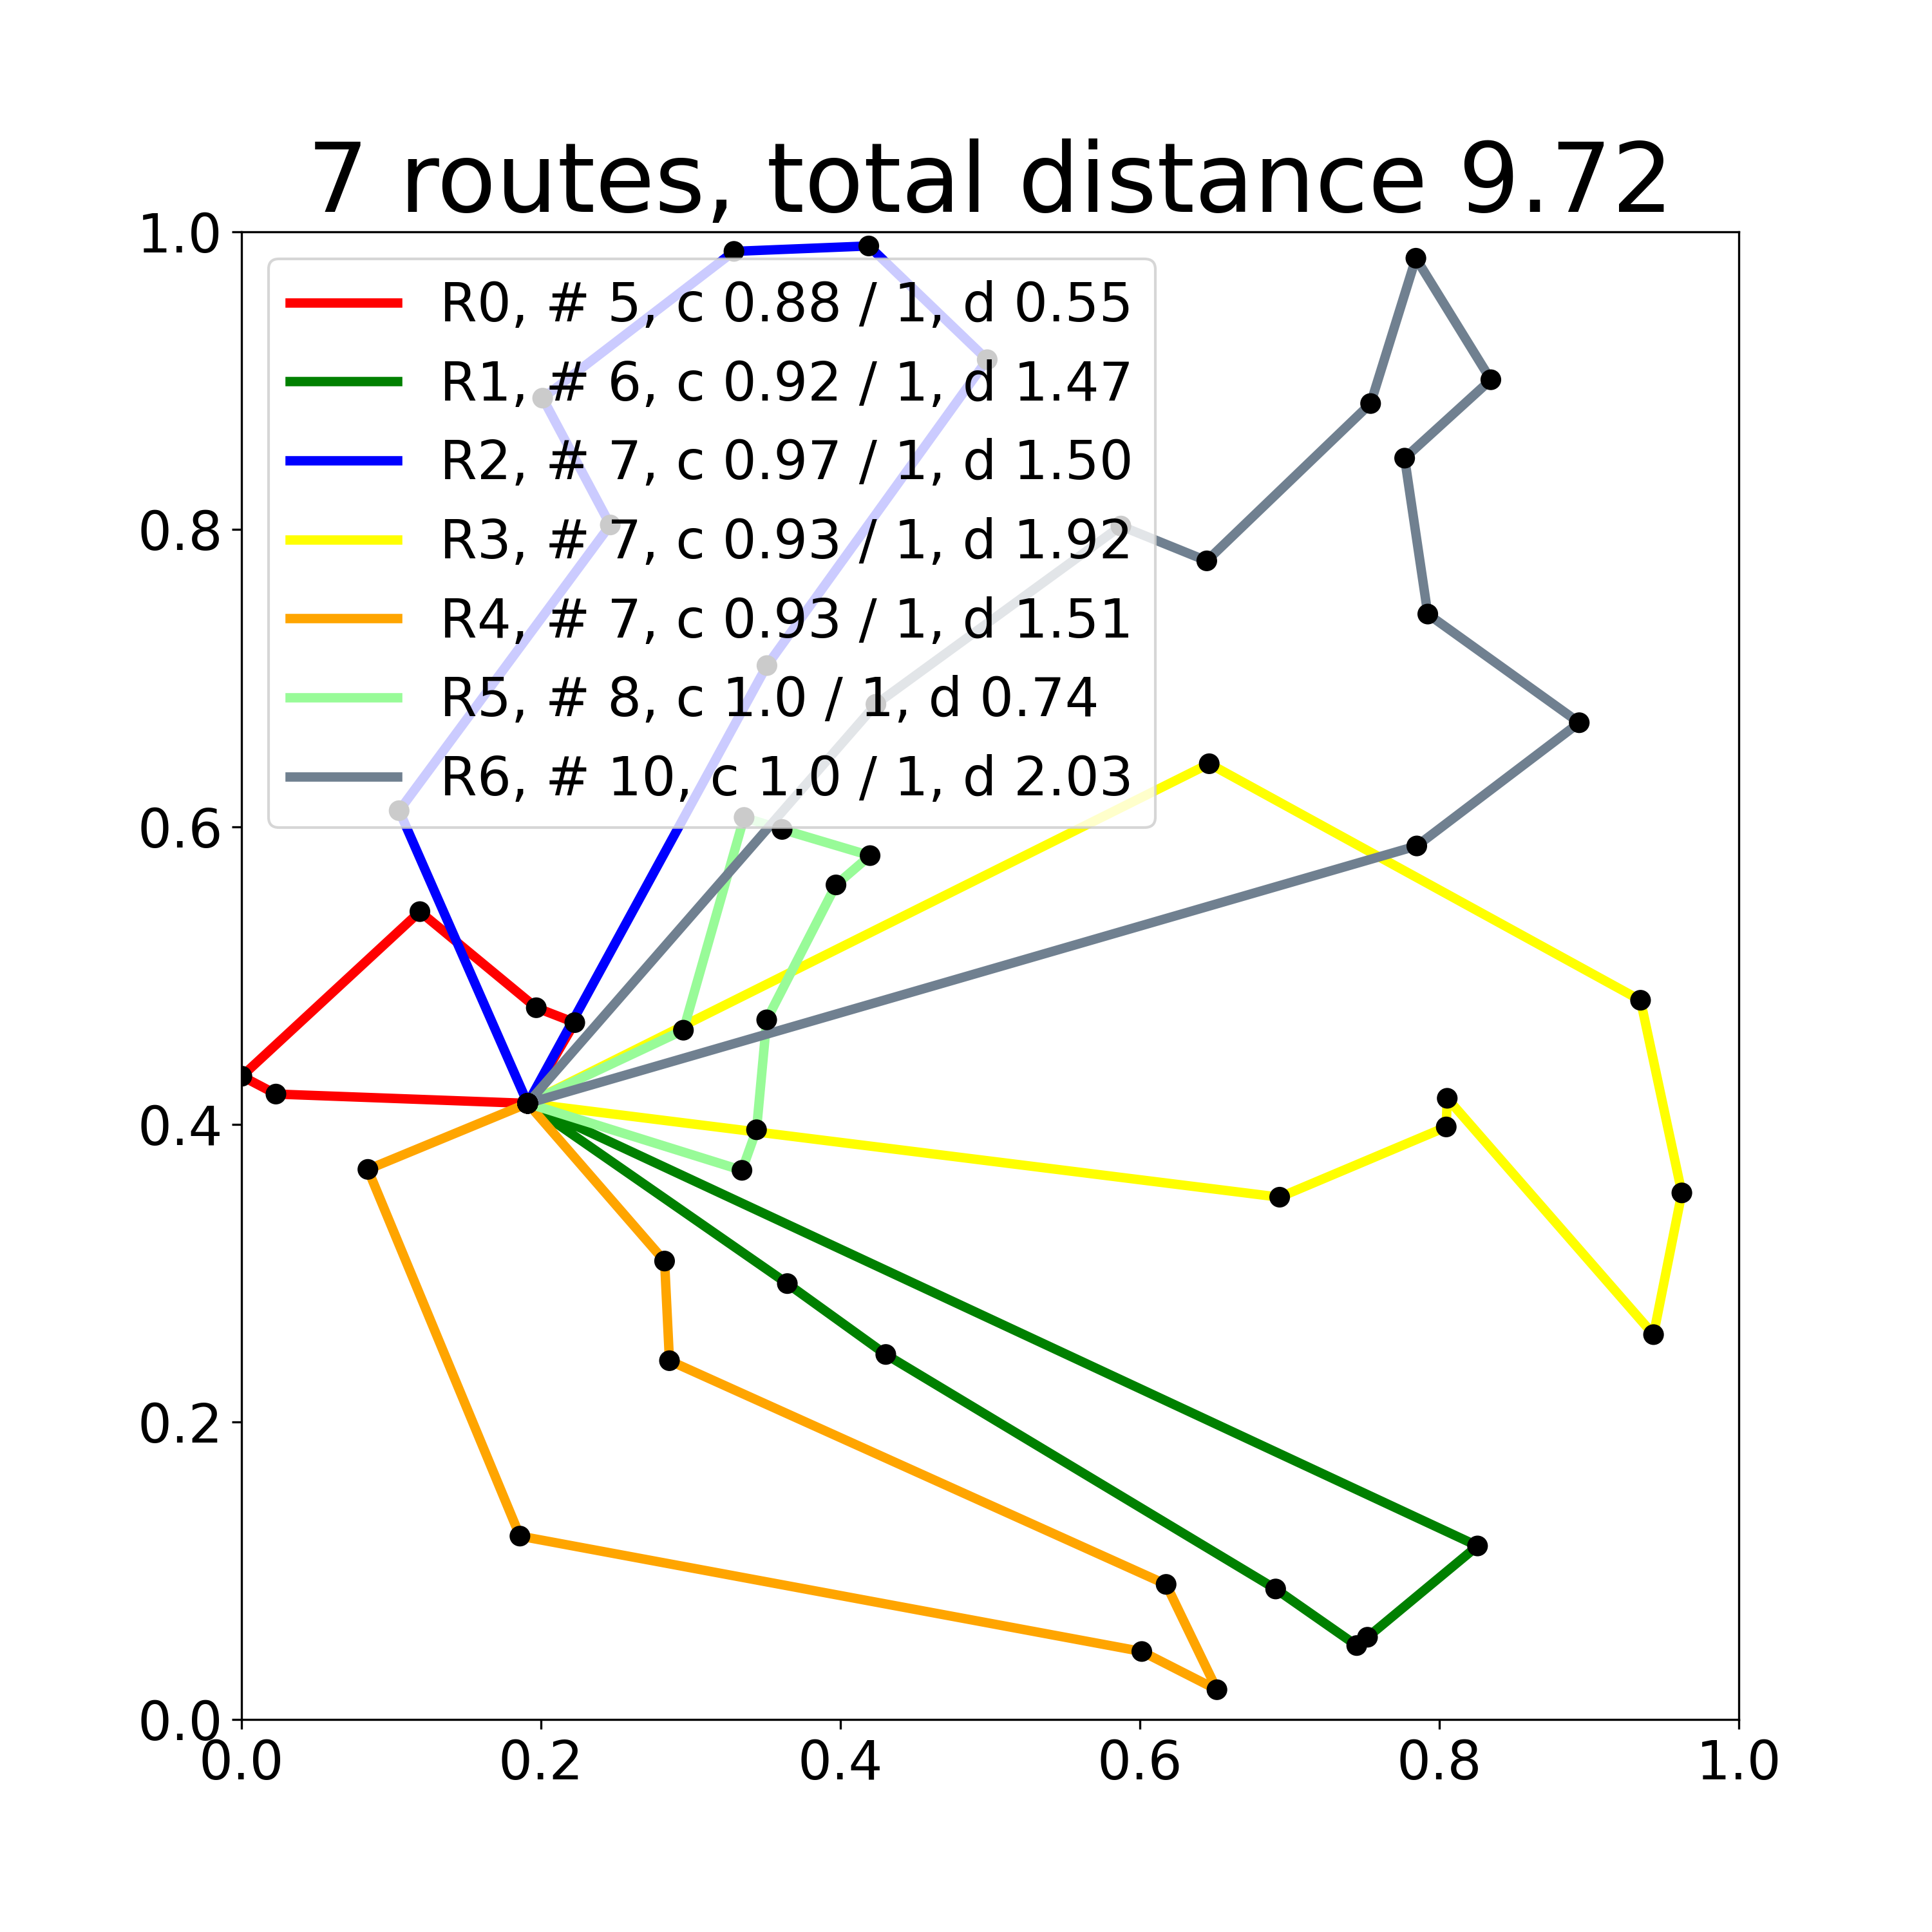 7 routes, total distance 9.72
1.0
R0, # 5, c 0.88 / 1, d 0.55
R1, # 6, c 0.92 / 1, d 1.47
R2, # 7, c 0.97 / 1, d 1.50
0.8
R3, # 7, c 0.93 / 1, d 1.92
R4, # 7, c 0.93 / 1, d 1.51
R5, # 8, c 1.0 / 1, d 0.74
R6, # 10, c 1.0 / 1, d 2.03
0.6
0.4
0.2
0.0
0.0 0.2 0.4 0.6 0.8 1.0